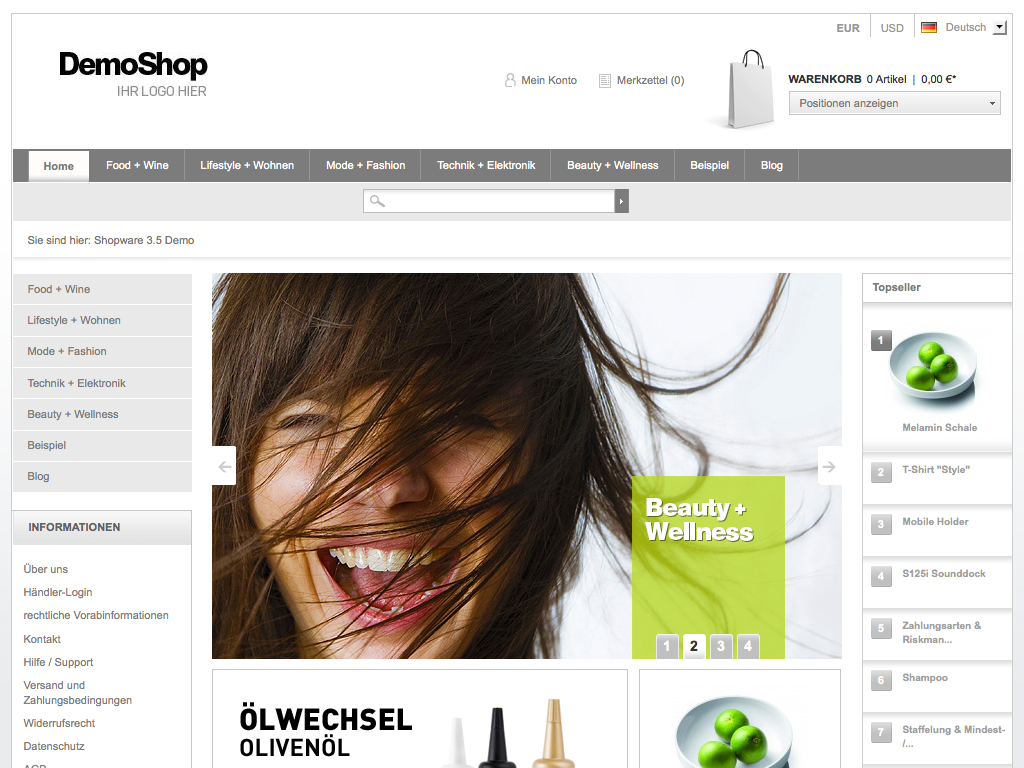 EUR
USD
Deutsch
DemoShop
IHR LOGO HIER
Mein Konto
Merkzettel (0)
WARENKORB 0 Artikel | 0,00 €*
Positionen anzeigen
Home
Food + Wine
Lifestyle + Wohnen
Mode + Fashion
Technik + Elektronik
Beauty + Wellness
Beispiel
Blog
Sie sind hier: Shopware 3.5 Demo
Food + Wine
Lifestyle + Wohnen
Mode + Fashion
Technik + Elektronik
Beauty + Wellness
Beispiel
Blog
INFORMATIONEN
Über uns
Händler-Login
rechtliche Vorabinformationen
Kontakt
Hilfe / Support
Versand und
Zahlungsbedingungen
Widerrufsrecht
Datenschutz
AGB
Beauty +
Wellness
1 2 3 4
ÖLWECHSEL
OLIVENÖL
Topseller
1
Melamin Schale
2 T-Shirt "Style"
3 Mobile Holder
4 S125i Sounddock
5 Zahlungsarten &
Riskman...
6 Shampoo
7 Staffelung & Mindest-
/...